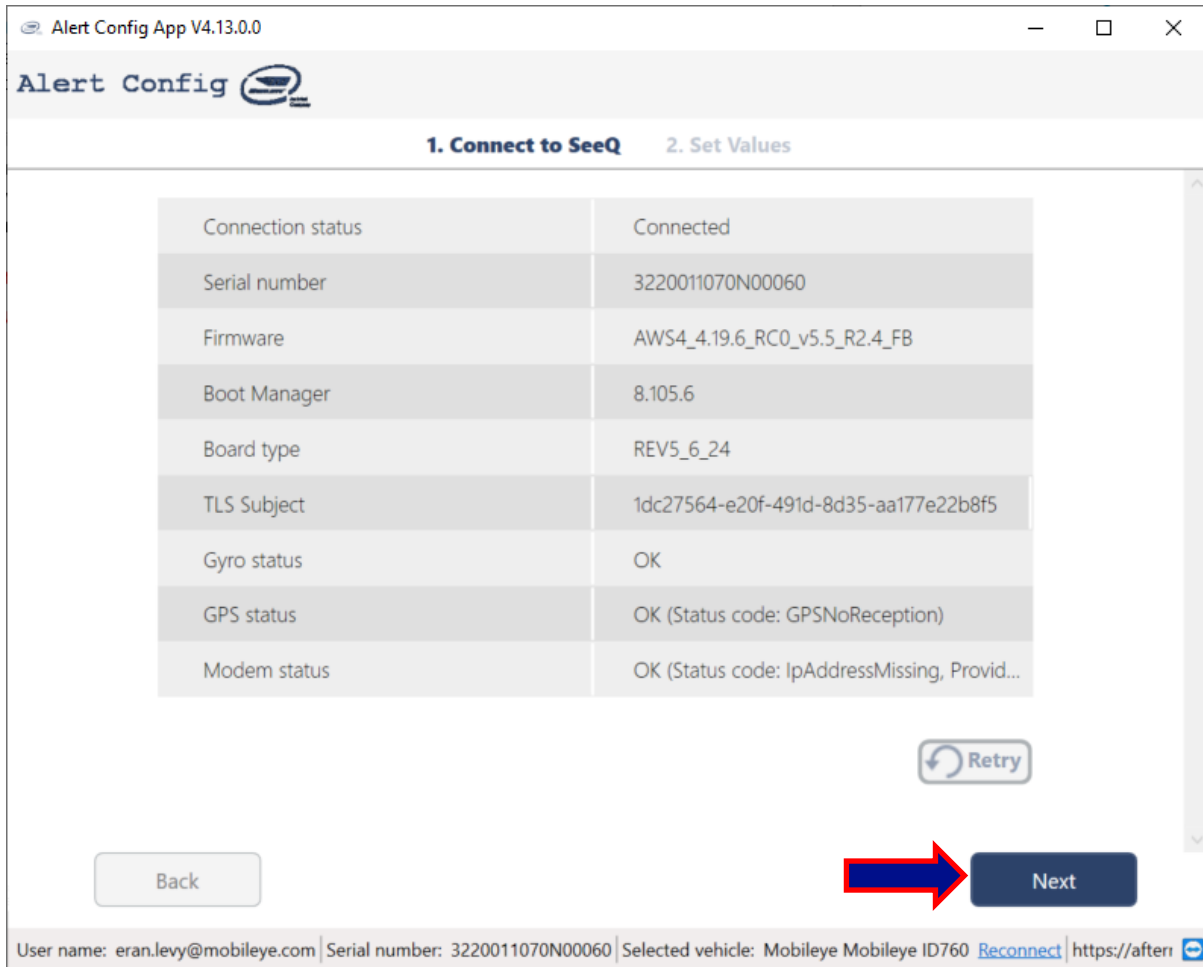 Alert Config App V4.13.0.0
Alert Config
1. Connect to SeeQ 2. Set Values
Connection status Connected
Serial number 3220011070N00060
Firmware AWS4_4.19.6_RC0_v5.5_R2.4_FB
Boot Manager 8.105.6
Board type REV5_6_24
TLS Subject 1dc27564-e20f-491d-8d35-aa177e22b8f5
Gyro status OK
GPS status OK (Status code: GPSNoReception)
Modem status OK (Status code: IpAddressMissing, Provid...
Retry
Back Next
User name: eran.levy@mobileye.com Serial number: 3220011070N00060 Selected vehicle: Mobileye Mobileye ID760 Reconnect https://afterr